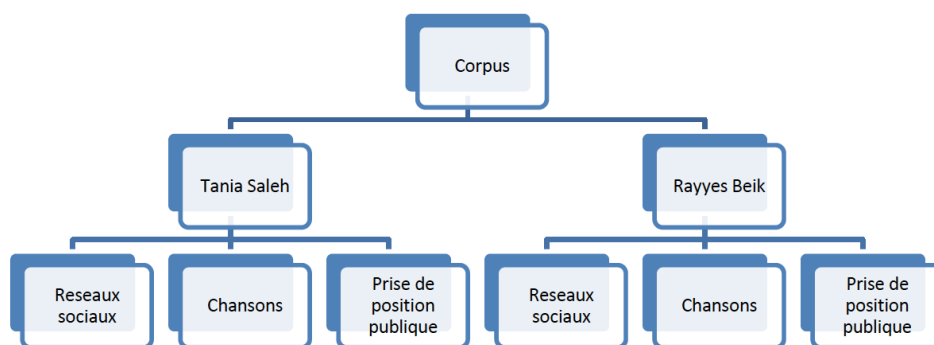 Corpus
Tania Saleh
Rayyes Beik
Reseaux
sociaux
Chansons
Prise de
position
publique
Reseaux
sociaux
Chansons
Prise de
position
publique